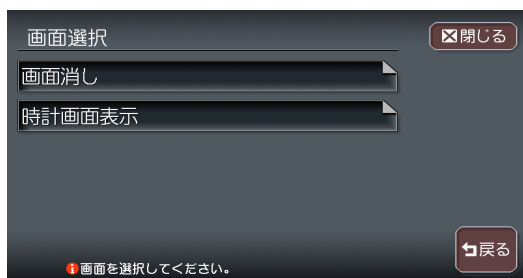 画面選択
閉じる
画面消し
時計画面表示
戻る
画面を選択してください。